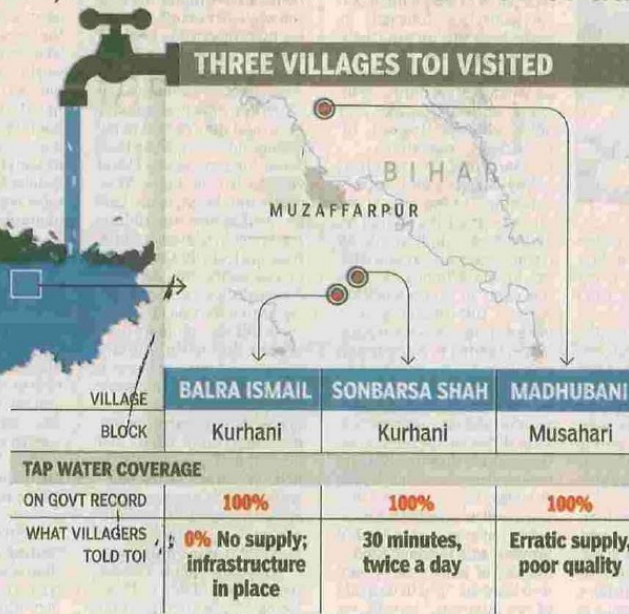 THREE VILLAGES TOI VISITED
BIHAR
MUZAFFARPUR
VILLAGE BALRA ISMAIL SONBARSA SHAH MADHUBANI
BLOCK Kurhani Kurhani Musahari
TAP WATER COVERAGE
ON GOVT RECORD 100% 100% 100%
WHAT VILLAGERS TOLD TOI
0% No supply;
infrastructure
in place
30 minutes,
twice a day
Erratic supply,
poor quality